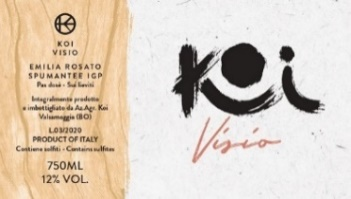 KOI
VISIO
EMILIA ROSATO
SPUMANTEE IGP
Pas dosé - Sui lieviti
Integralmente prodotto
e imbottigliato da Az.Agr. Koi
Valsamoggia (BO)
L.03/2020
PRODUCT OF ITALY
Contiene solfiti - Contains sulfites
750ML
12% VOL.
Koi
Visio